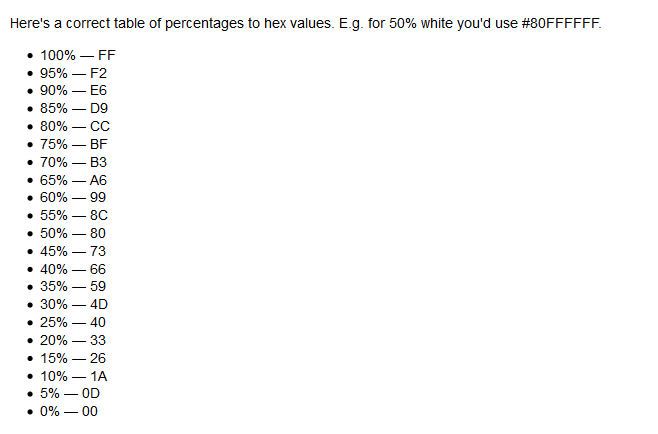 Here's a correct table of percentages to hex values. E.g. for 50% white you'd use #80FFFFFF.
• 100% — FF
• 95% — F2
• 90% — E6
• 85% — D9
• 80% — CC
• 75% — BF
• 70% — B3
• 65% — A6
• 60% — 99
• 55% — 8C
• 50% — 80
• 45% — 73
• 40% — 66
• 35% — 59
• 30% — 4D
• 25% — 40
• 20% — 33
• 15% — 26
• 10% — 1A
• 5% — 0D
• 0% — 00